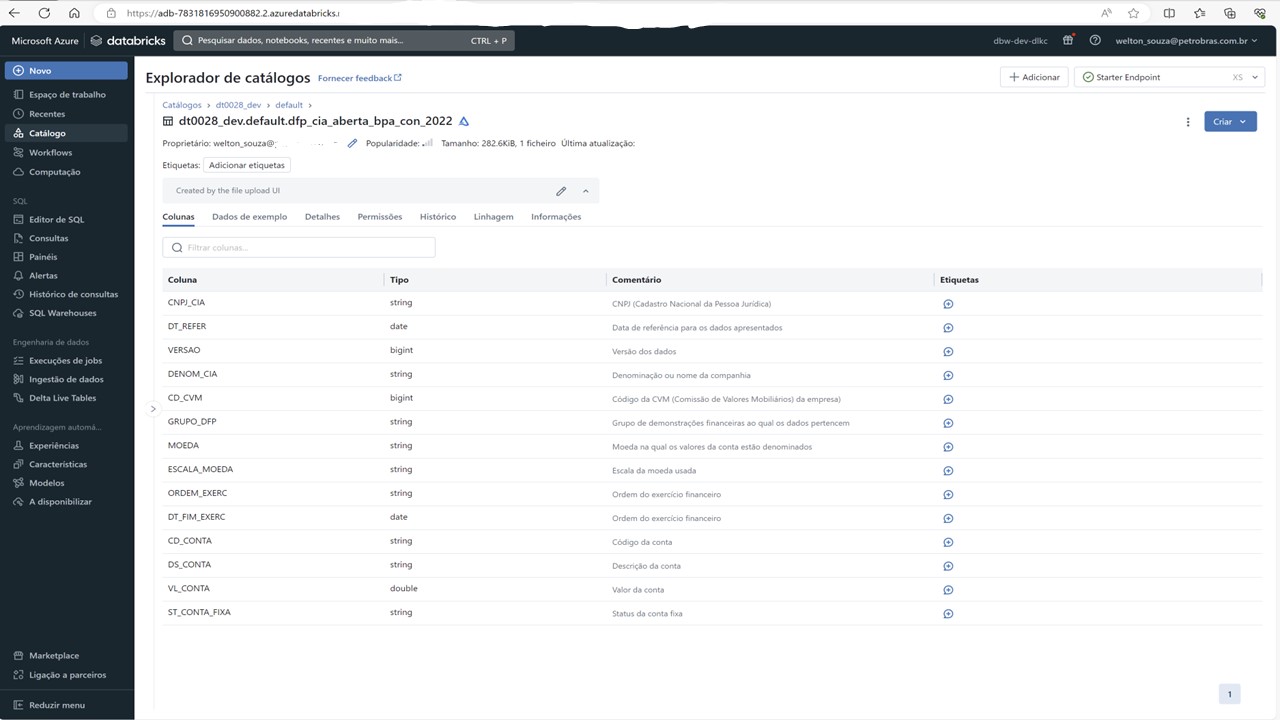 https://adb-7831816950900882.2.azuredatabricks.
Microsoft Azure databricks Pesquisar dados, notebooks, recentes e muito mais... CTRL + P dbw-dev-dlkc welton_souza@petrobras.com.br
Novo
Espaço de trabalho
Recentes
Catálogo
Workflows
Computação
SQL
Editor de SQL
Consultas
Painéis
Alertas
Histórico de consultas
SQL Warehouses
Engenharia de dados
Execuções de jobs
Ingestão de dados
Delta Live Tables
Aprendizagem automá...
Experiências
Características
Modelos
A disponibilizar
Marketplace
Ligação a parceiros
Reduzir menu
Explorador de catálogos Fornecer feedback Adicionar Starter Endpoint XS
Catálogos > dt0028_dev > default >
dt0028_dev.default.dfp_cia_aberta_bpa_con_2022 Criar
Proprietário: welton_souza@ Popularidade: Tamanho: 282.6KiB, 1 ficheiro Última atualização:
Etiquetas: Adicionar etiquetas
Created by the file upload UI
Colunas Dados de exemplo Detalhes Permissões Histórico Linhagem Informações
Filtrar colunas...
Coluna Tipo Comentário Etiquetas
CNPJ_CIA string CNPJ (Cadastro Nacional da Pessoa Jurídica)
DT_REFER date Data de referência para os dados apresentados
VERSAO bigint Versão dos dados
DENOM_CIA string Denominação ou nome da companhia
CD_CVM bigint Código da CVM (Comissão de Valores Mobiliários) da empresa)
GRUPO_DFP string Grupo de demonstrações financeiras ao qual os dados pertencem
MOEDA string Moeda na qual os valores da conta estão denominados
ESCALA_MOEDA string Escala da moeda usada
ORDEM_EXERC string Ordem do exercício financeiro
DT_FIM_EXERC date Ordem do exercício financeiro
CD_CONTA string Código da conta
DS_CONTA string Descrição da conta
VL_CONTA double Valor da conta
ST_CONTA_FIXA string Status da conta fixa
1